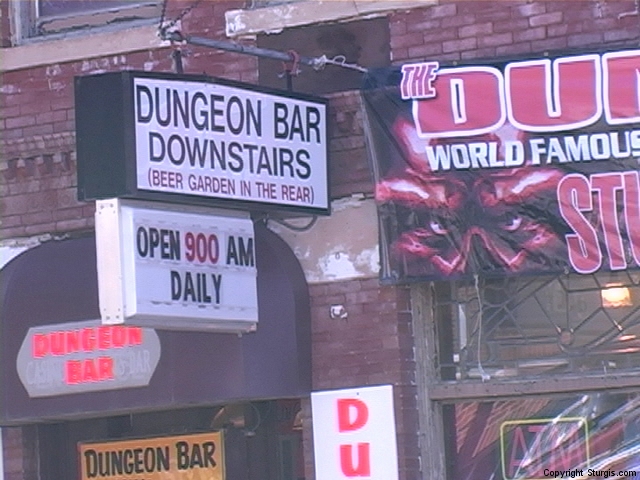 DUNGEON BAR
DOWNSTAIRS
(BEER GARDEN IN THE REAR)
OPEN 900 AM
DAILY
THE
WORLD FAMOUS
DUNGEON
BAR
DUNGEON BAR
D
U
ATM
Copyright Sturgis.com